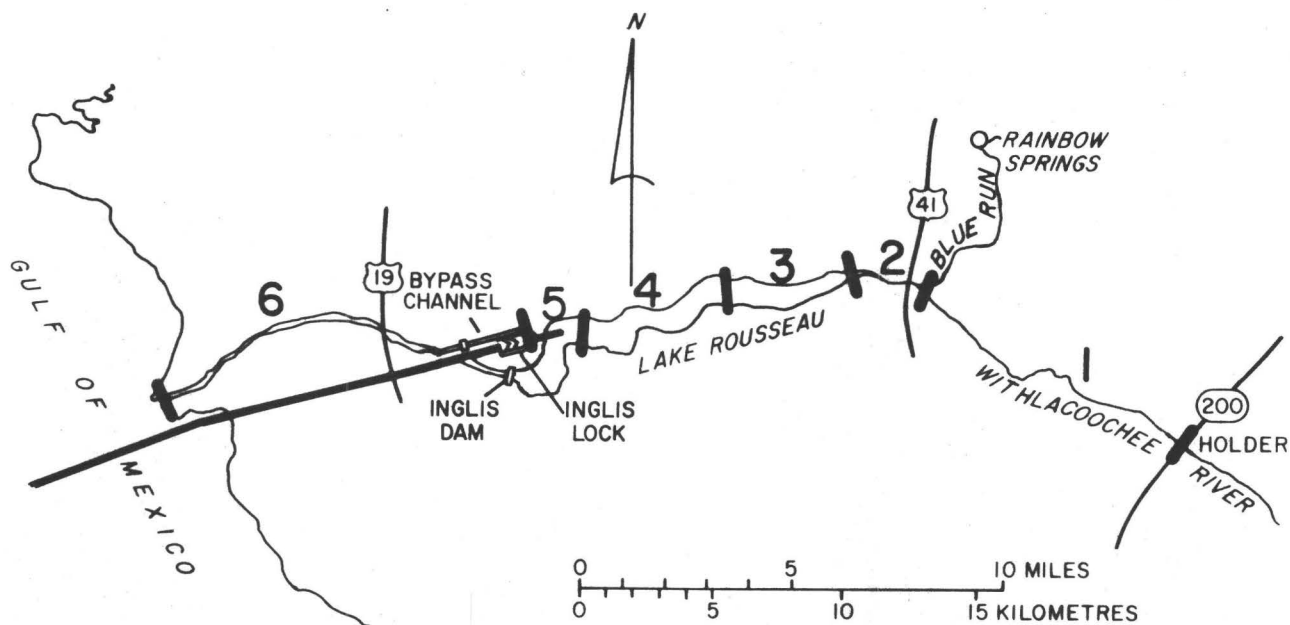 N
RAINBOW
SPRINGS
41
BLUE RUN
GULF OF MEXICO
19
BYPASS
CHANNEL
6
5
4
3
2
1
LAKE ROUSSEAU
WITHLACOOCHEE RIVER
200
HOLDER
INGLIS
DAM
INGLIS
LOCK
0 5 10 MILES
0 5 10 15 KILOMETRES